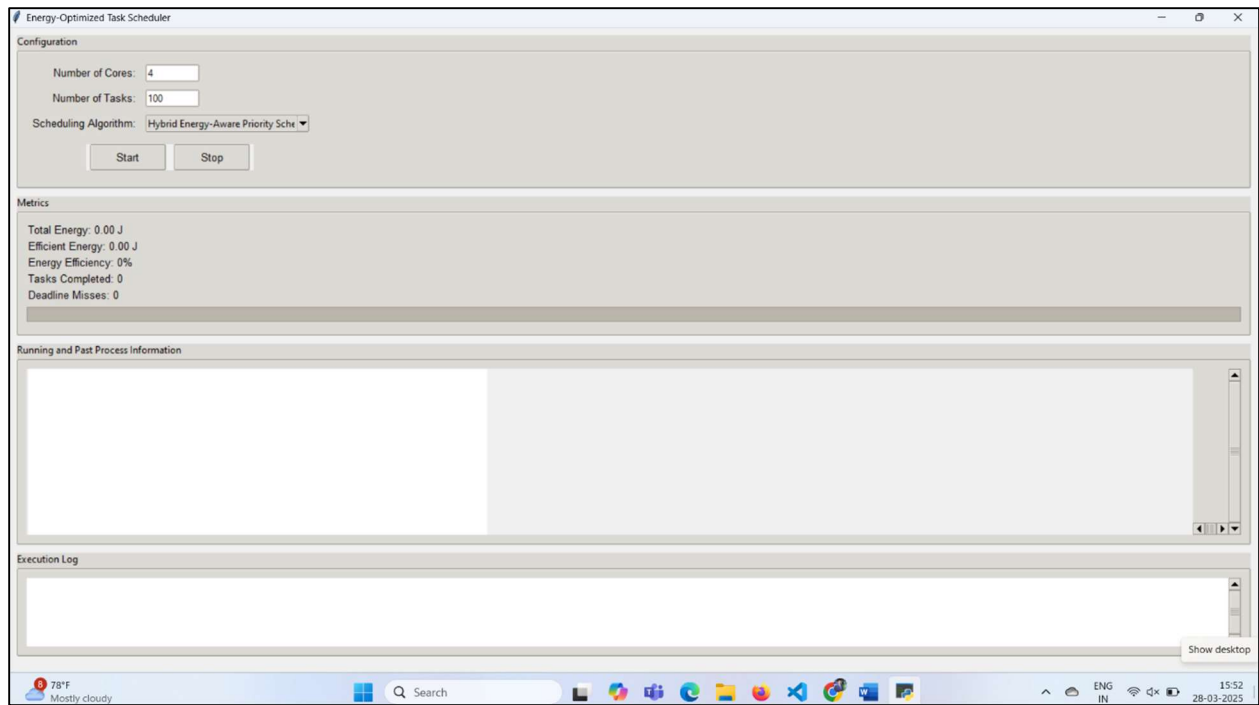 Energy-Optimized Task Scheduler
Configuration
Number of Cores: 4
Number of Tasks: 100
Scheduling Algorithm: Hybrid Energy-Aware Priority Sche
Start Stop
Metrics
Total Energy: 0.00 J
Efficient Energy: 0.00 J
Energy Efficiency: 0%
Tasks Completed: 0
Deadline Misses: 0
Running and Past Process Information
Execution Log
Show desktop
8 78°F
Mostly cloudy
Search
ENG
IN
15:52
28-03-2025